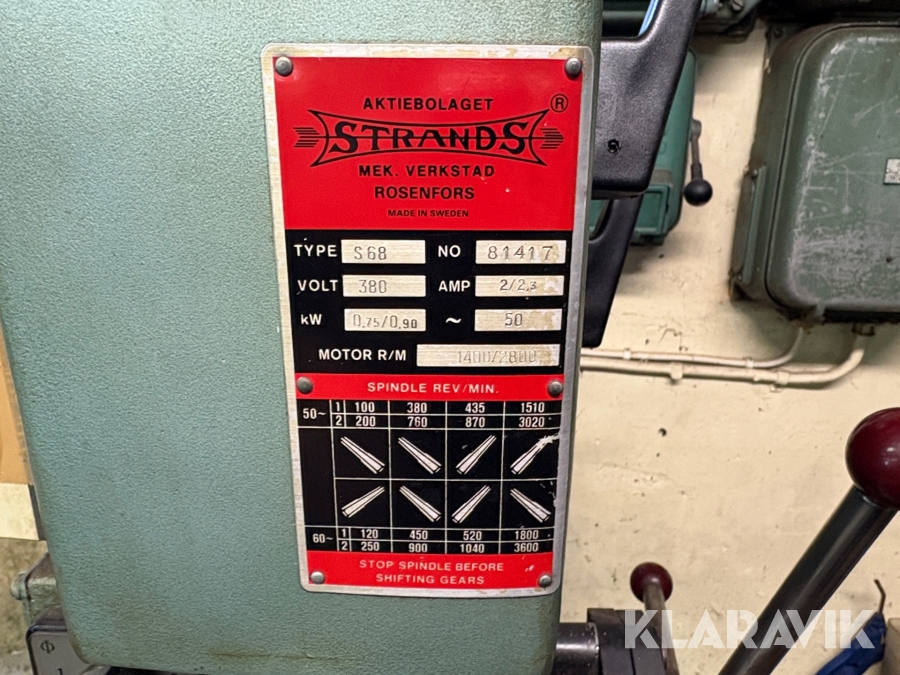 AKTIEBOLAGET ®
STRANDS
MEK. VERKSTAD
ROSENFORS
MADE IN SWEDEN
TYPE S68 NO 81417
VOLT 380 AMP 2/2,3
kW 0,75/0,90 ~ 50
MOTOR R/M 1400/2800
SPINDLE REV/MIN.
50~ 1 100 380 435 1510
2 200 760 870 3020
60~ 1 120 450 520 1800
2 250 900 1040 3600
STOP SPINDLE BEFORE
SHIFTING GEARS
Φ
1
KLARAVIK